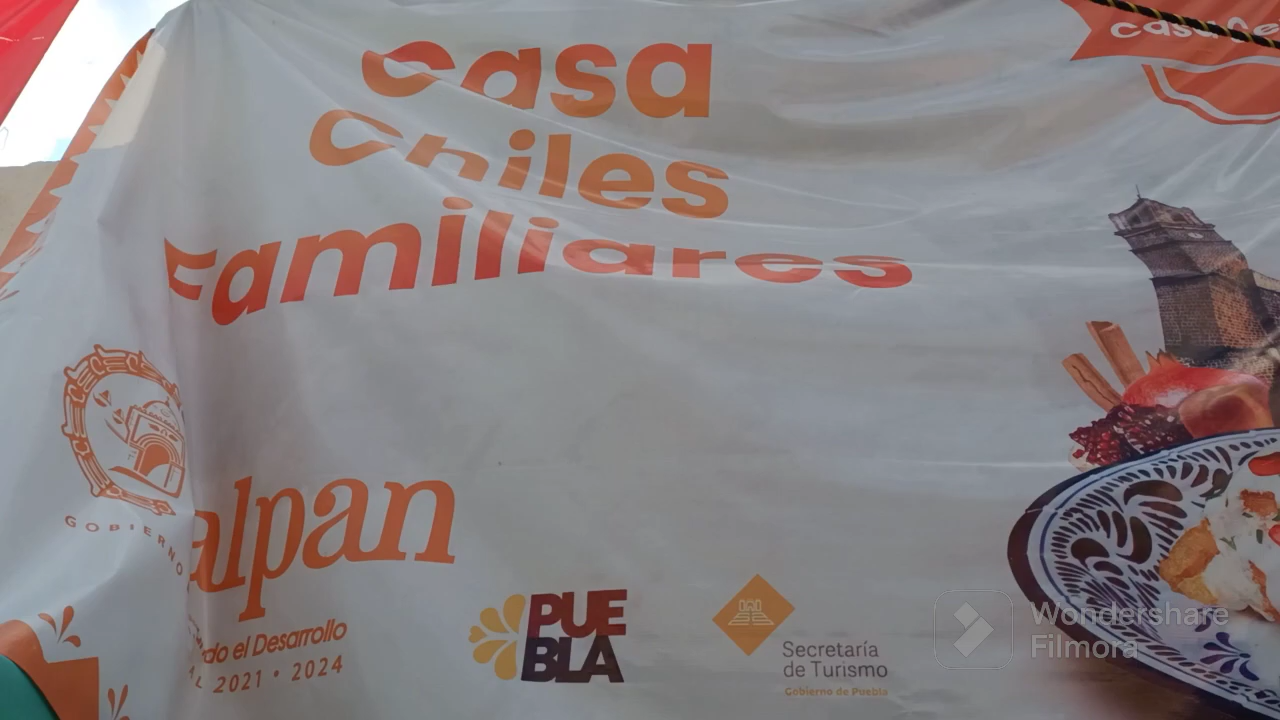 Casa
Chiles
Familiares
Casa
GOBIERNO
alpan
el Desarrollo
2021 • 2024
PUE
BLA
Secretaría
de Turismo
Gobierno de Puebla
Wondershare
Filmora